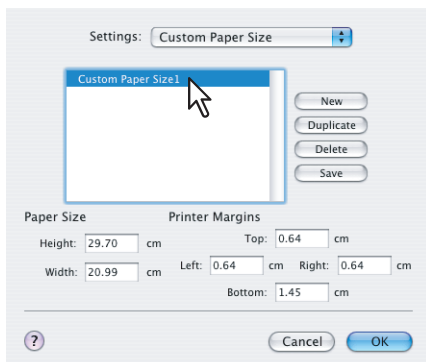 Settings: Custom Paper Size
Custom Paper Size1
New
Duplicate
Delete
Save
Paper Size
Printer Margins
Height: 29.70 cm
Top: 0.64 cm
Width: 20.99 cm
Left: 0.64 cm Right: 0.64 cm
Bottom: 1.45 cm
?
Cancel OK